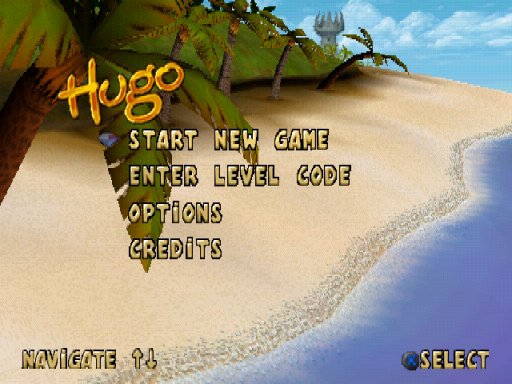 Hugo
START NEW GAME
ENTER LEVEL CODE
OPTiONS
CREDiTS
NAViGATE ↑↓
X SELECT